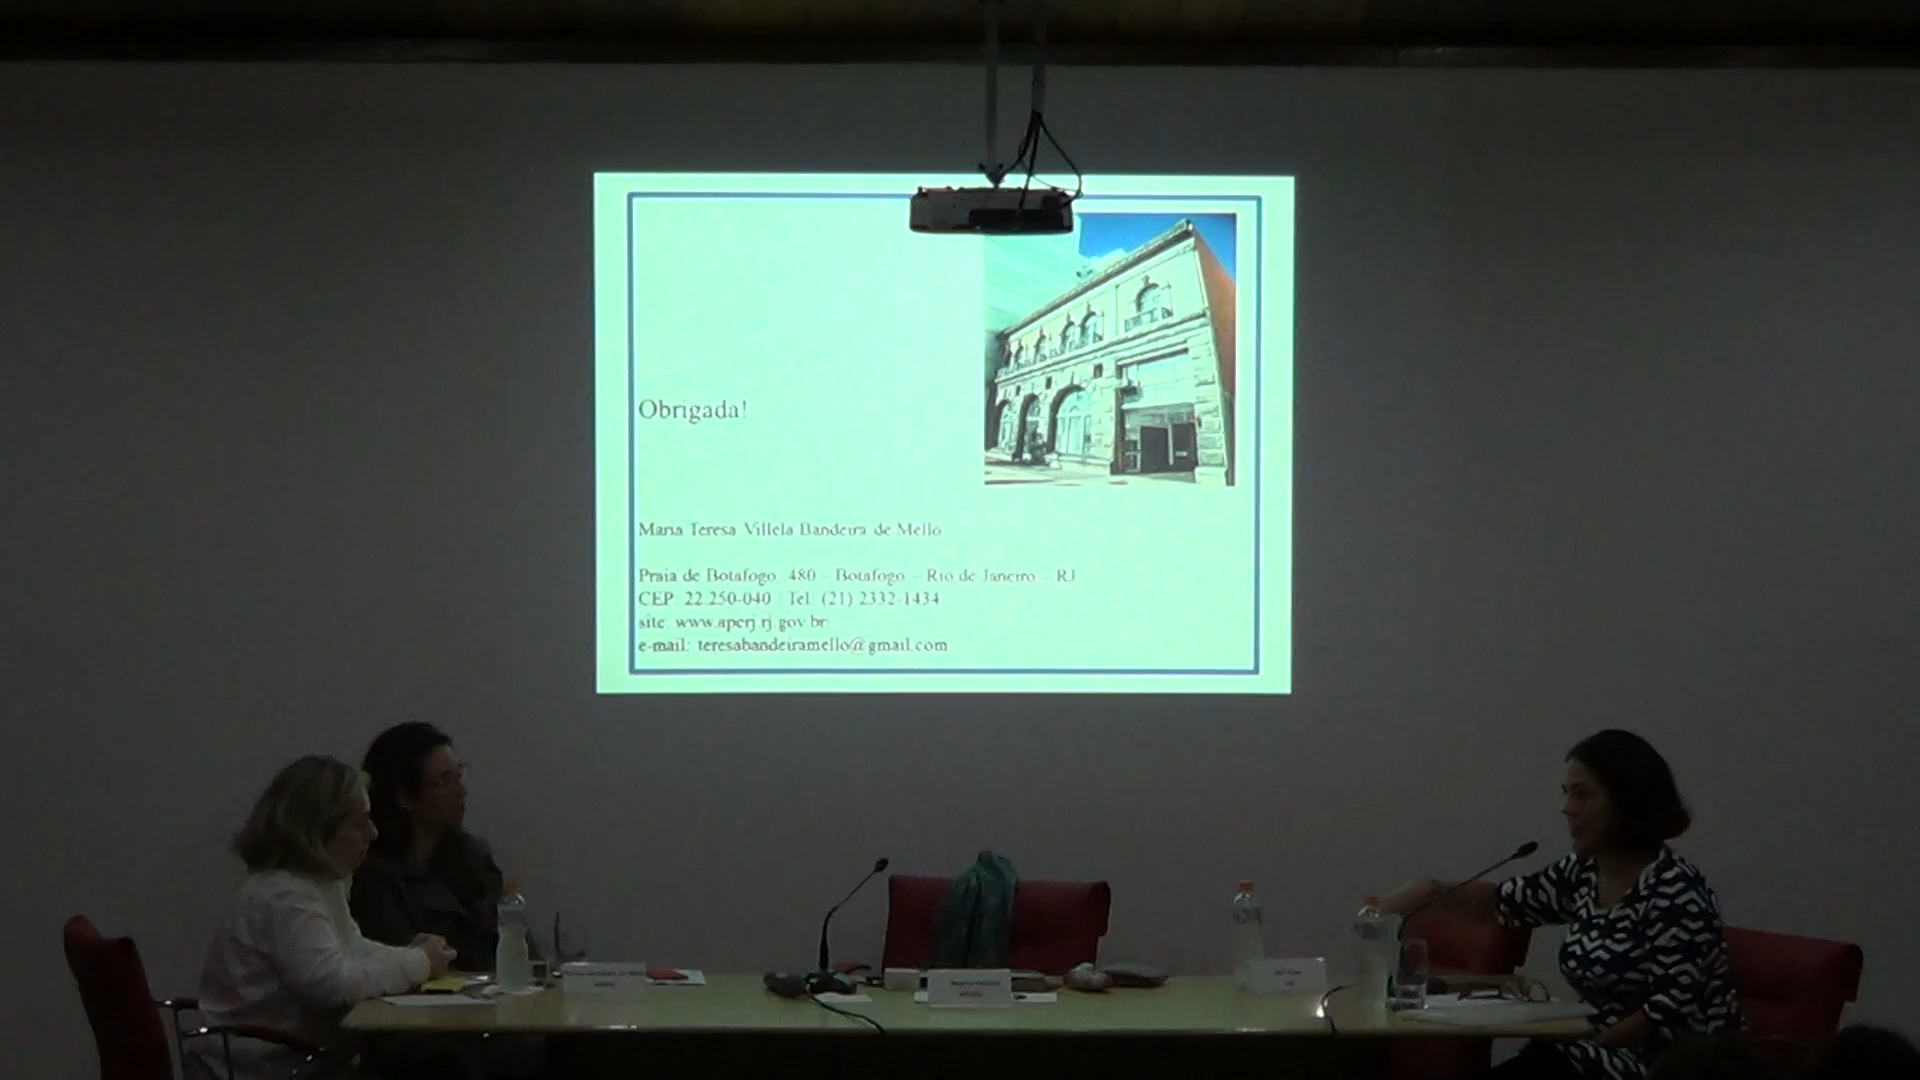 Obrigada!
Maria Teresa Villela Bandeira de Mello
Praia de Botafogo, 480 – Botafogo – Rio de Janeiro – RJ
CEP: 22.250-040 / Tel: (21) 2332-1434
site: www.aperj.rj.gov.br
e-mail: teresabandeiramello@gmail.com